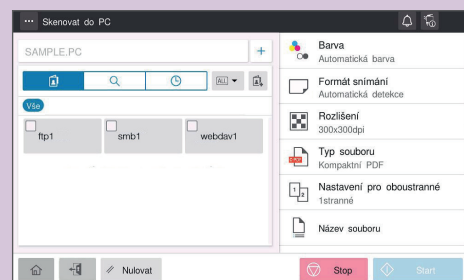 Skenovat do PC
SAMPLE.PC
ALL
Vše
ftp1
smb1
webdav1
Barva
Automatická barva
Formát snímání
Automatická detekce
Rozlišení
300x300dpi
Typ souboru
Kompaktní PDF
Nastavení pro oboustranné
1stranné
Název souboru
Nulovat
Stop
Start